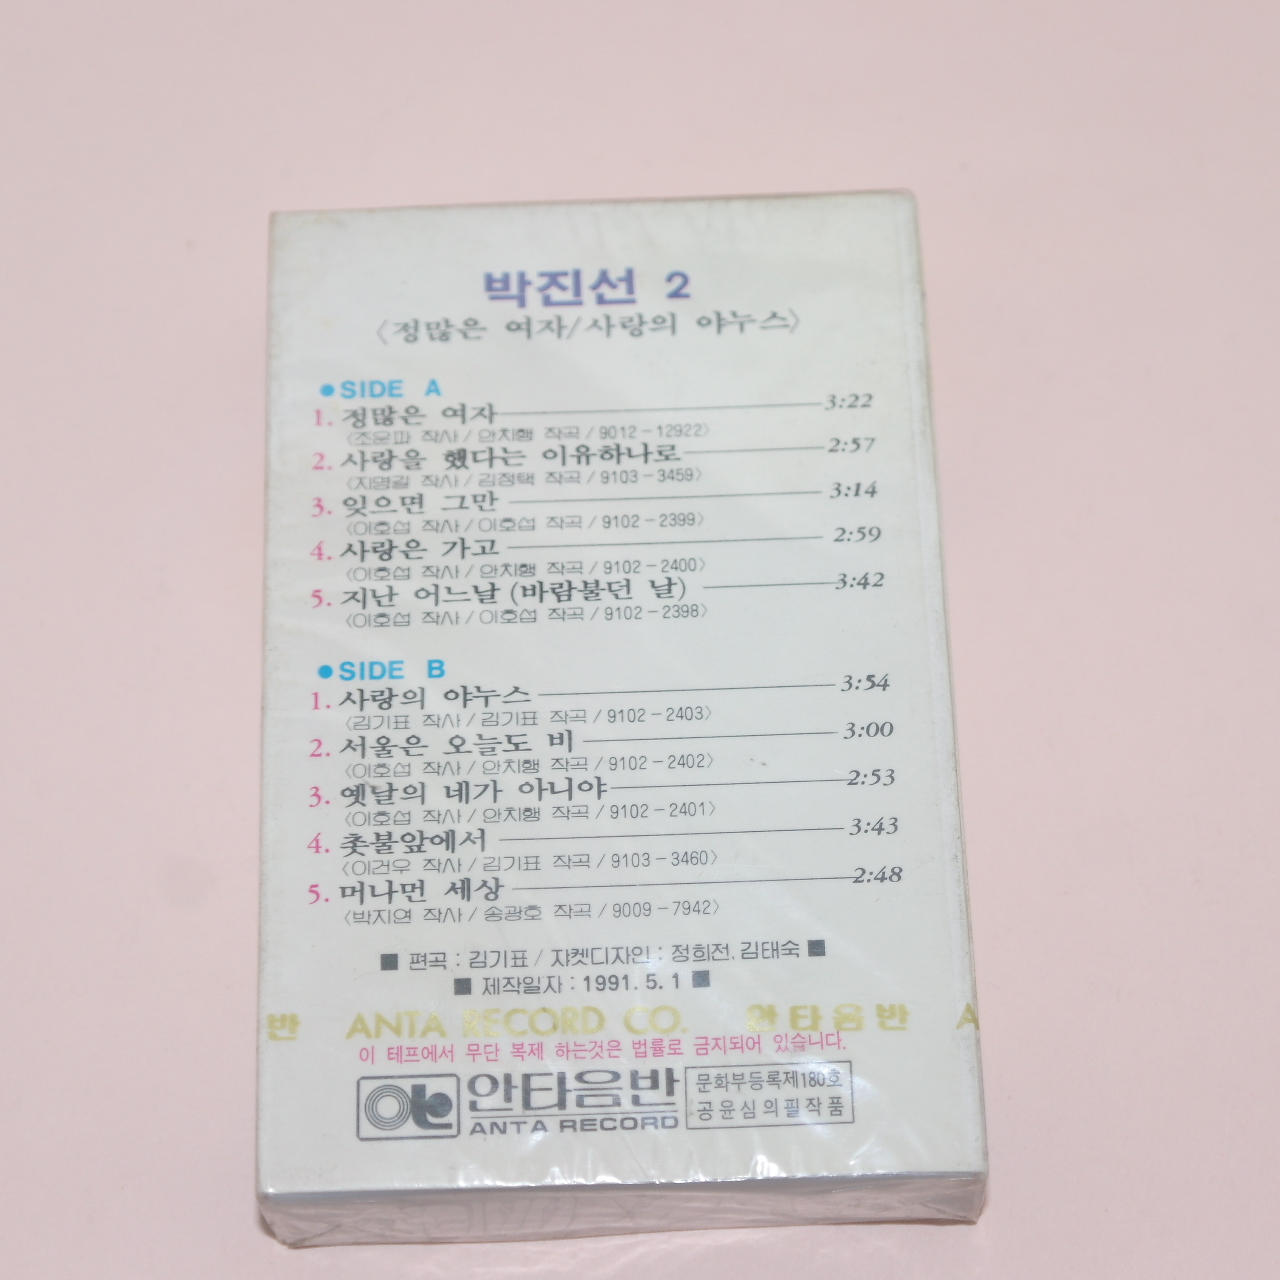 박진선 2
〈정많은 여자/사랑의 야누스〉
●SIDE A
1. 정많은 여자 3:22
〈조운파 작사 / 안치행 작곡 / 9012-12922〉
2. 사랑을 했다는 이유하나로 2:57
〈지명길 작사 / 김정택 작곡 / 9103-3459〉
3. 잊으면 그만 3:14
〈이호섭 작사 / 이호섭 작곡 / 9102-2399〉
4. 사랑은 가고 2:59
〈이호섭 작사 / 안치행 작곡 / 9102-2400〉
5. 지난 어느날 (바람불던 날) 3:42
〈이호섭 작사 / 이호섭 작곡 / 9102-2398〉
●SIDE B
1. 사랑의 야누스 3:54
〈김기표 작사 / 김기표 작곡 / 9102-2403〉
2. 서울은 오늘도 비 3:00
〈이호섭 작사 / 안치행 작곡 / 9102-2402〉
3. 옛날의 네가 아니야 2:53
〈이호섭 작사 / 안치행 작곡 / 9102-2401〉
4. 촛불앞에서 3:43
〈이건우 작사 / 김기표 작곡 / 9103-3460〉
5. 머나먼 세상 2:48
〈박지연 작사 / 송광호 작곡 / 9009-7942〉
■ 편곡 : 김기표 / 쟈켓디자인 : 정희전, 김태숙 ■
■ 제작일자 : 1991. 5. 1 ■
반 ANTA RECORD CO. 안타음반 A
이 테프에서 무단 복제 하는것은 법률로 금지되어 있습니다.
안타음반
ANTA RECORD
문화부등록제180호
공윤심의필작품